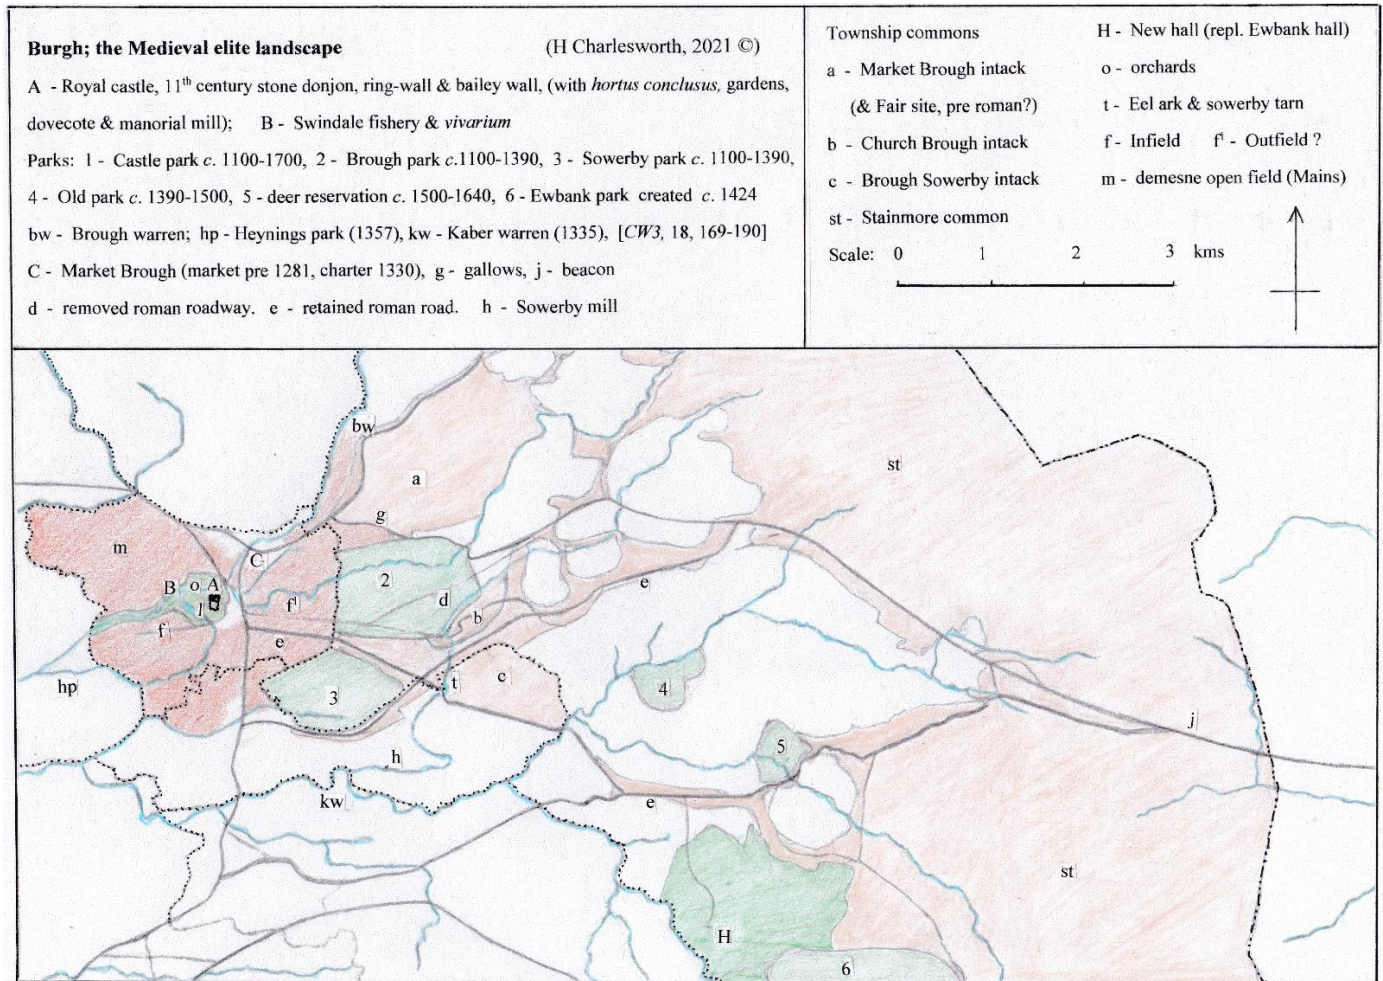 Burgh; the Medieval elite landscape (H Charlesworth, 2021 ©)
A - Royal castle, 11th century stone donjon, ring-wall & bailey wall, (with hortus conclusus, gardens,
dovecote & manorial mill); B - Swindale fishery & vivarium
Parks: 1 - Castle park c. 1100-1700, 2 - Brough park c.1100-1390, 3 - Sowerby park c. 1100-1390,
4 - Old park c. 1390-1500, 5 - deer reservation c. 1500-1640, 6 - Ewbank park created c. 1424
bw - Brough warren; hp - Heynings park (1357), kw - Kaber warren (1335), [CW3, 18, 169-190]
C - Market Brough (market pre 1281, charter 1330), g - gallows, j - beacon
d - removed roman roadway. e - retained roman road. h - Sowerby mill
Township commons
a - Market Brough intack
(& Fair site, pre roman?)
b - Church Brough intack
c - Brough Sowerby intack
st - Stainmore common
H - New hall (repl. Ewbank hall)
o - orchards
t - Eel ark & sowerby tarn
f - Infield f¹ - Outfield ?
m - demesne open field (Mains)
Scale: 0 1 2 3 kms
bw
a
st
g
m
C
B o A
2
e
1
f¹
d
b
f
e
hp
3
t
c
4
j
5
h
kw
e
st
H
6